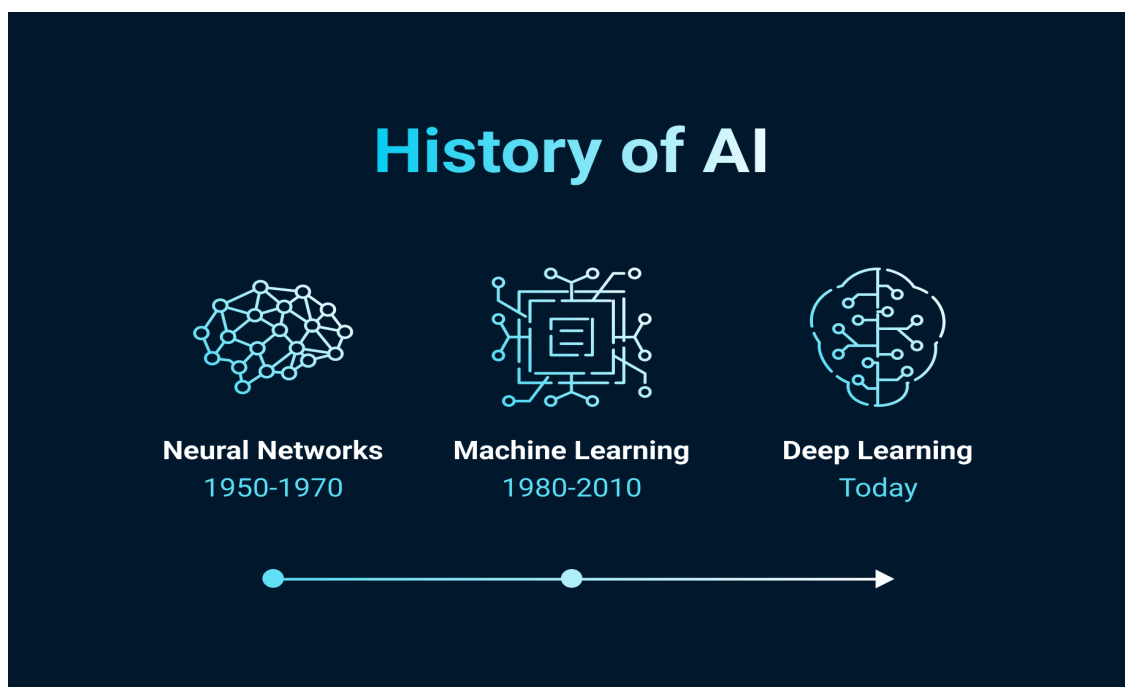 History of AI
Neural Networks
1950-1970
Machine Learning
1980-2010
Deep Learning
Today